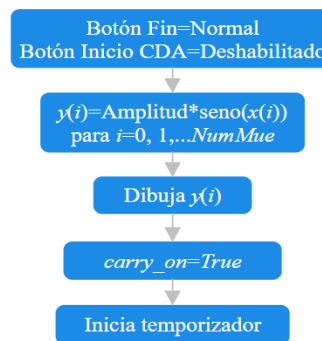 Botón Fin=Normal
Botón Inicio CDA=Deshabilitado
y(i)=Amplitud*seno(x(i))
para i=0, 1,...NumMue
Dibuja y(i)
carry_on=True
Inicia temporizador